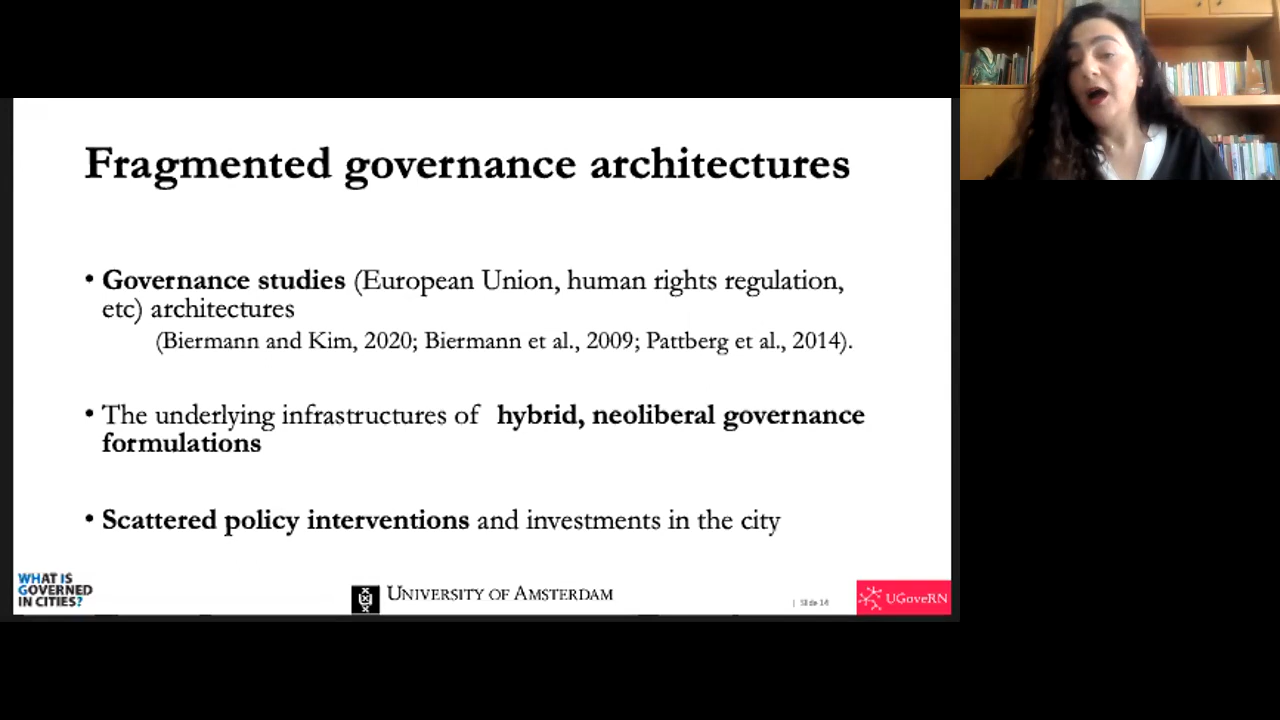 Fragmented governance architectures
• Governance studies (European Union, human rights regulation,
etc) architectures
(Biermann and Kim, 2020; Biermann et al., 2009; Pattberg et al., 2014).
• The underlying infrastructures of hybrid, neoliberal governance
formulations
• Scattered policy interventions and investments in the city
WHAT IS
GOVERNED
IN CITIES?
UNIVERSITY OF AMSTERDAM
| Slide 14
UGoveRN